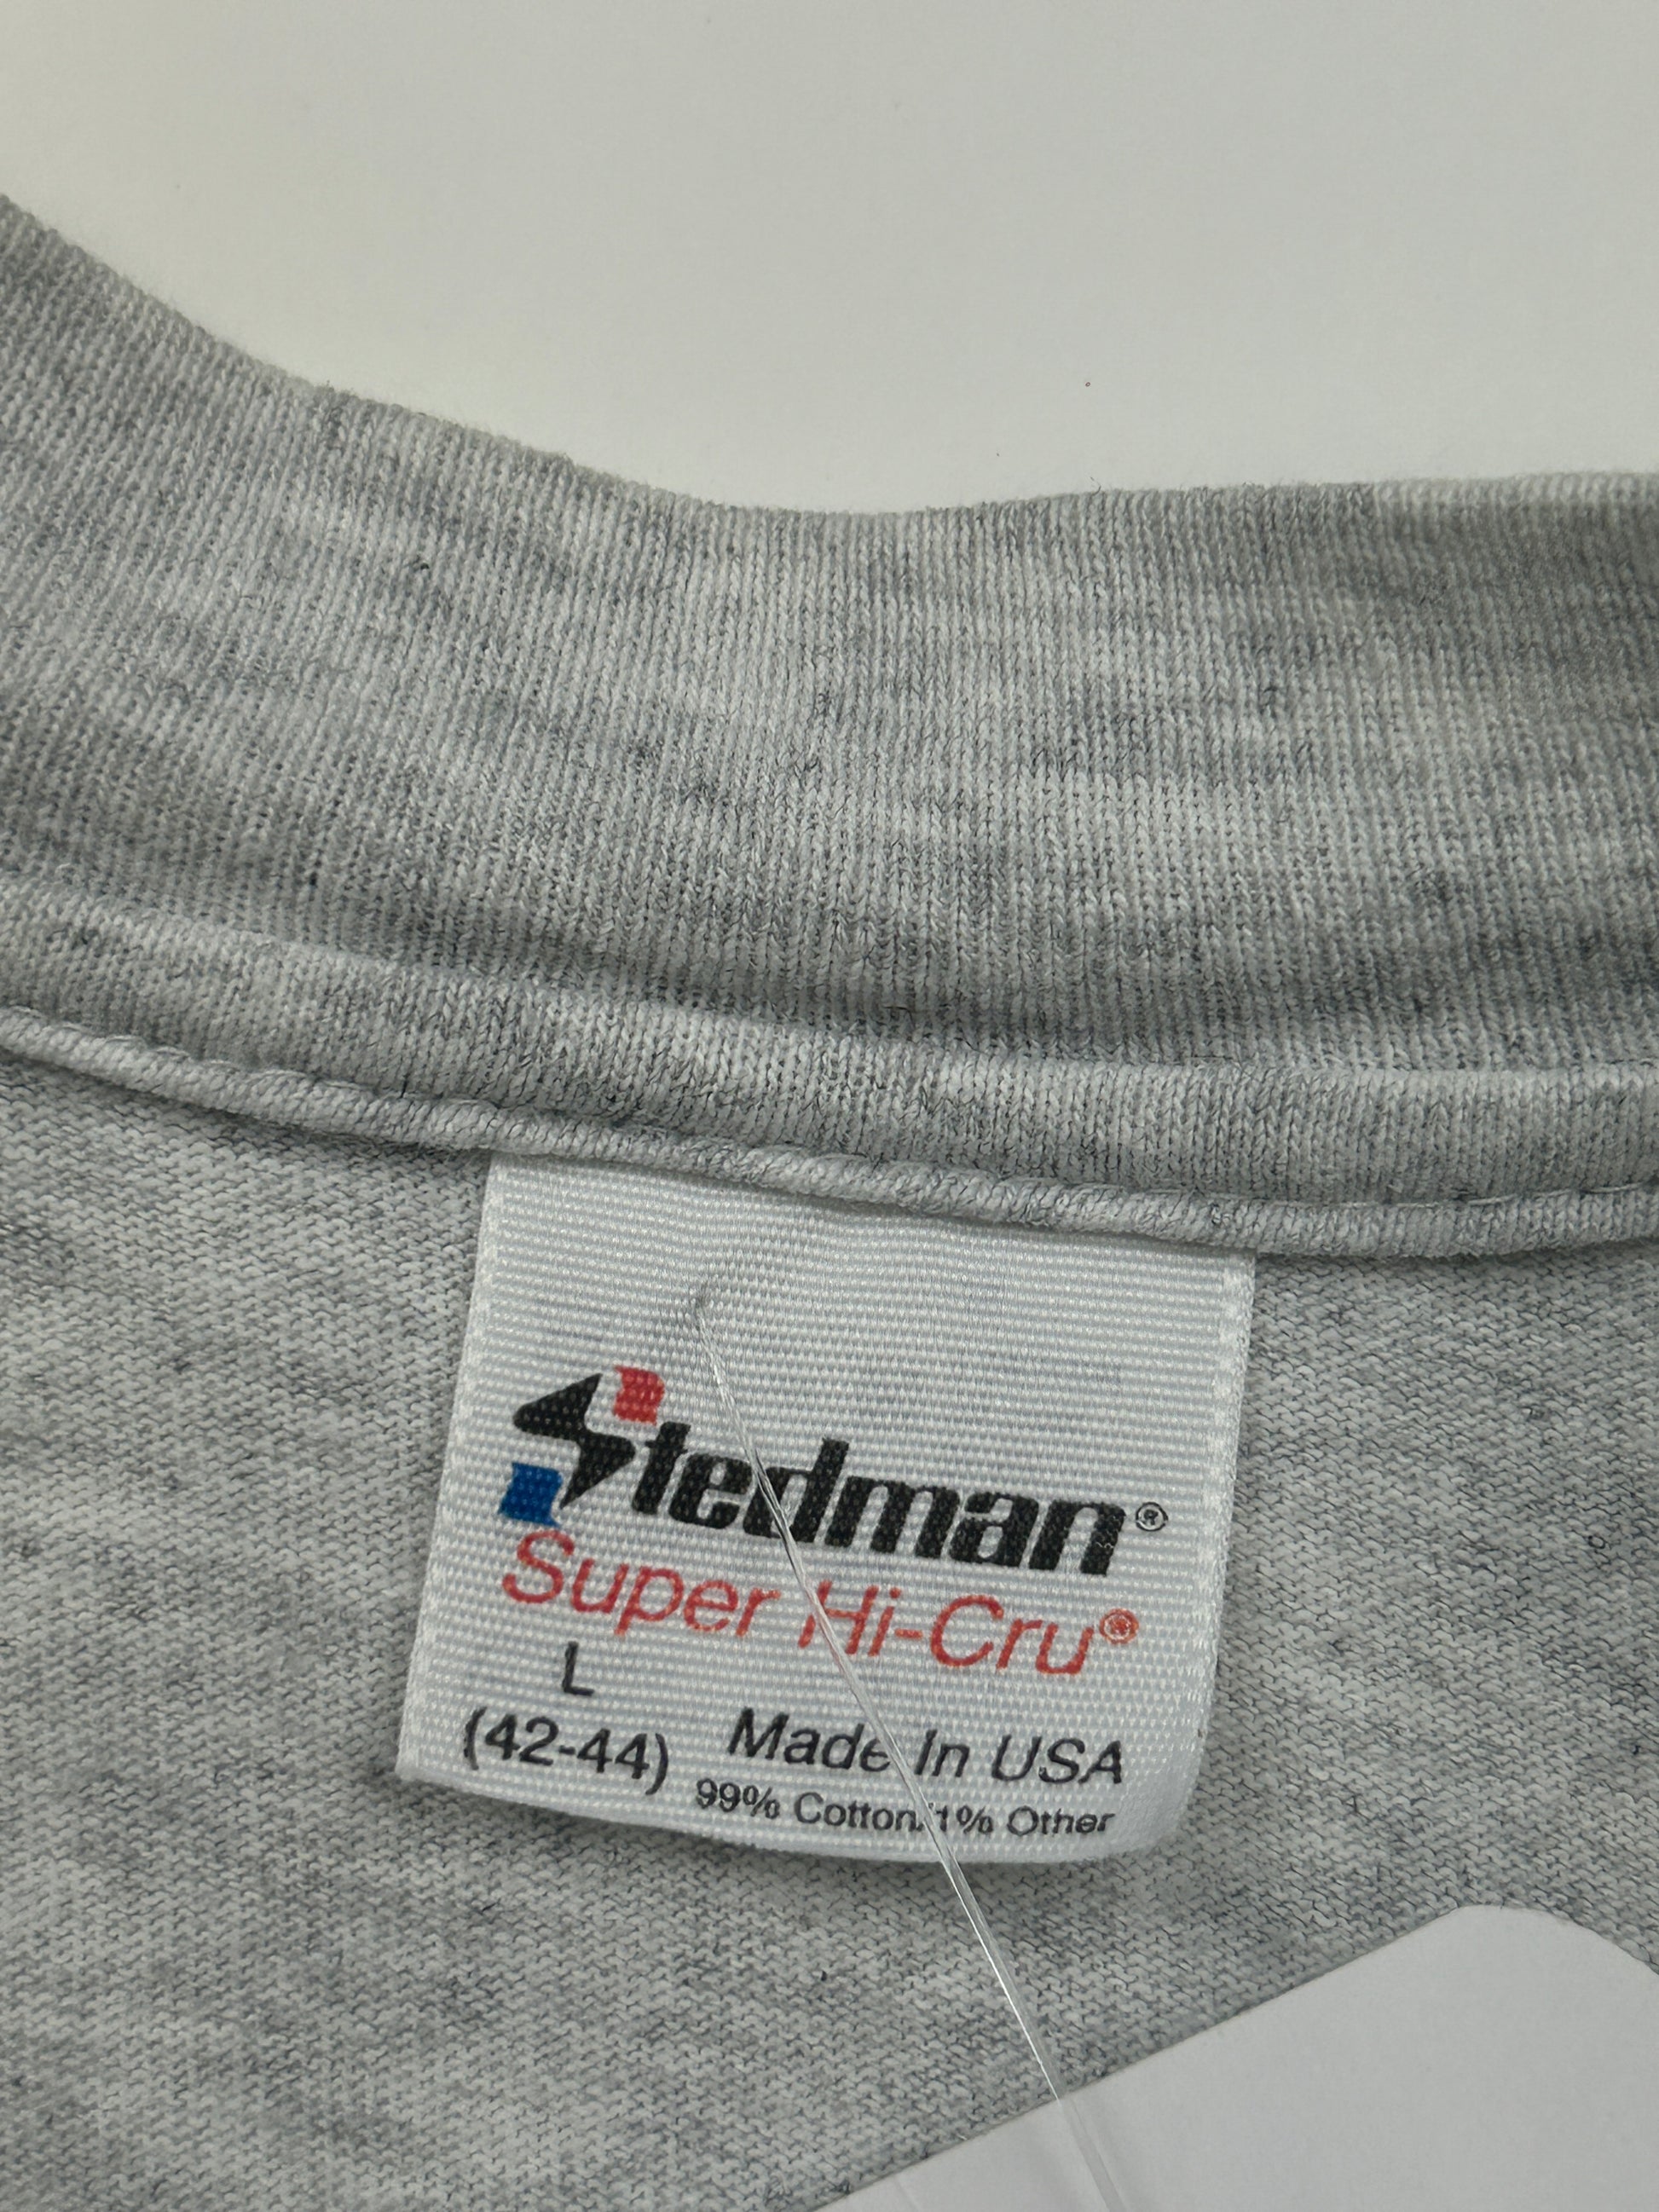 Stedman®
Super Hi-Cru®
L
(42-44) Made In USA
99% Cotton/1% Other